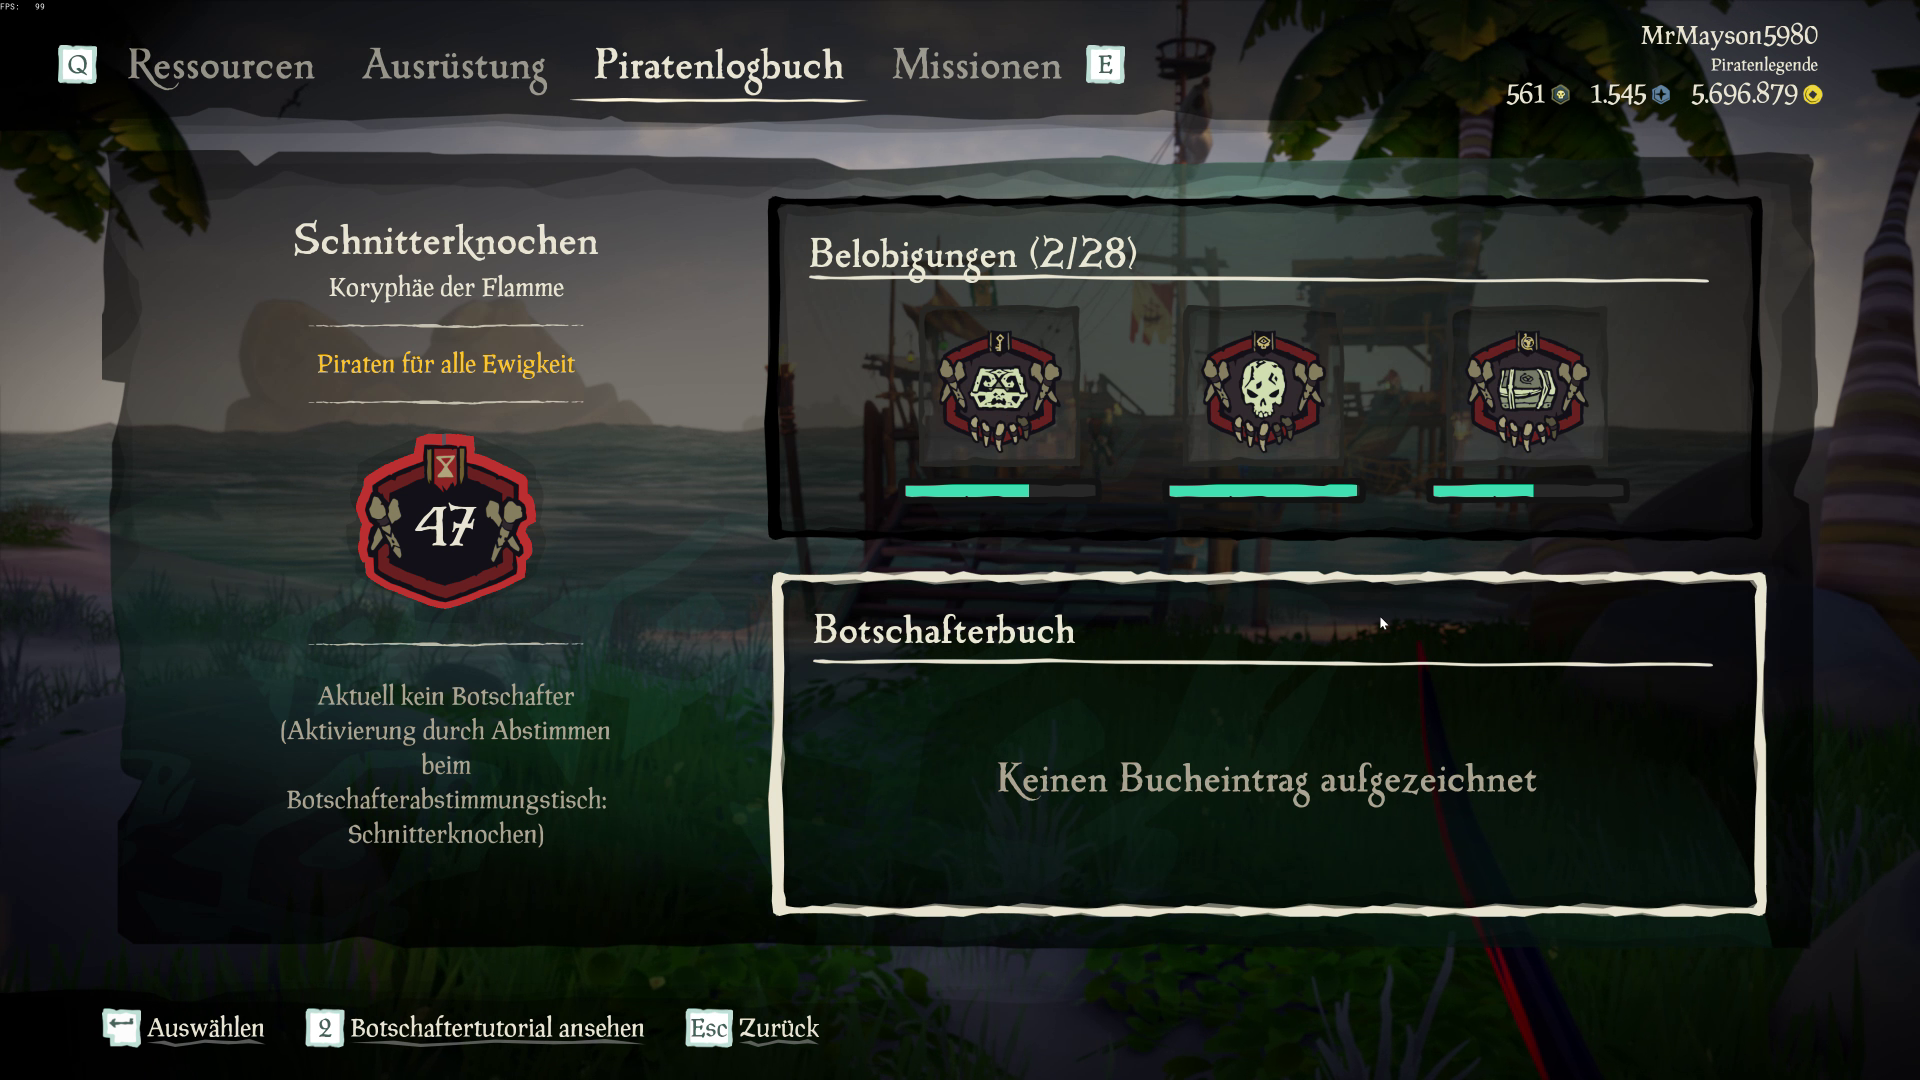 FPS: 99
Q Ressourcen Ausrüstung Piratenlogbuch Missionen E
MrMayson5980
Piratenlegende
561 1.545 5.696.879
Schnitterknochen
Koryphäe der Flamme
Piraten für alle Ewigkeit
47
Aktuell kein Botschafter
(Aktivierung durch Abstimmen
beim
Botschafterabstimmungstisch:
Schnitterknochen)
Belobigungen (2/28)
Botschafterbuch
Keinen Bucheintrag aufgezeichnet
Auswählen 2 Botschaftertutorial ansehen Esc Zurück